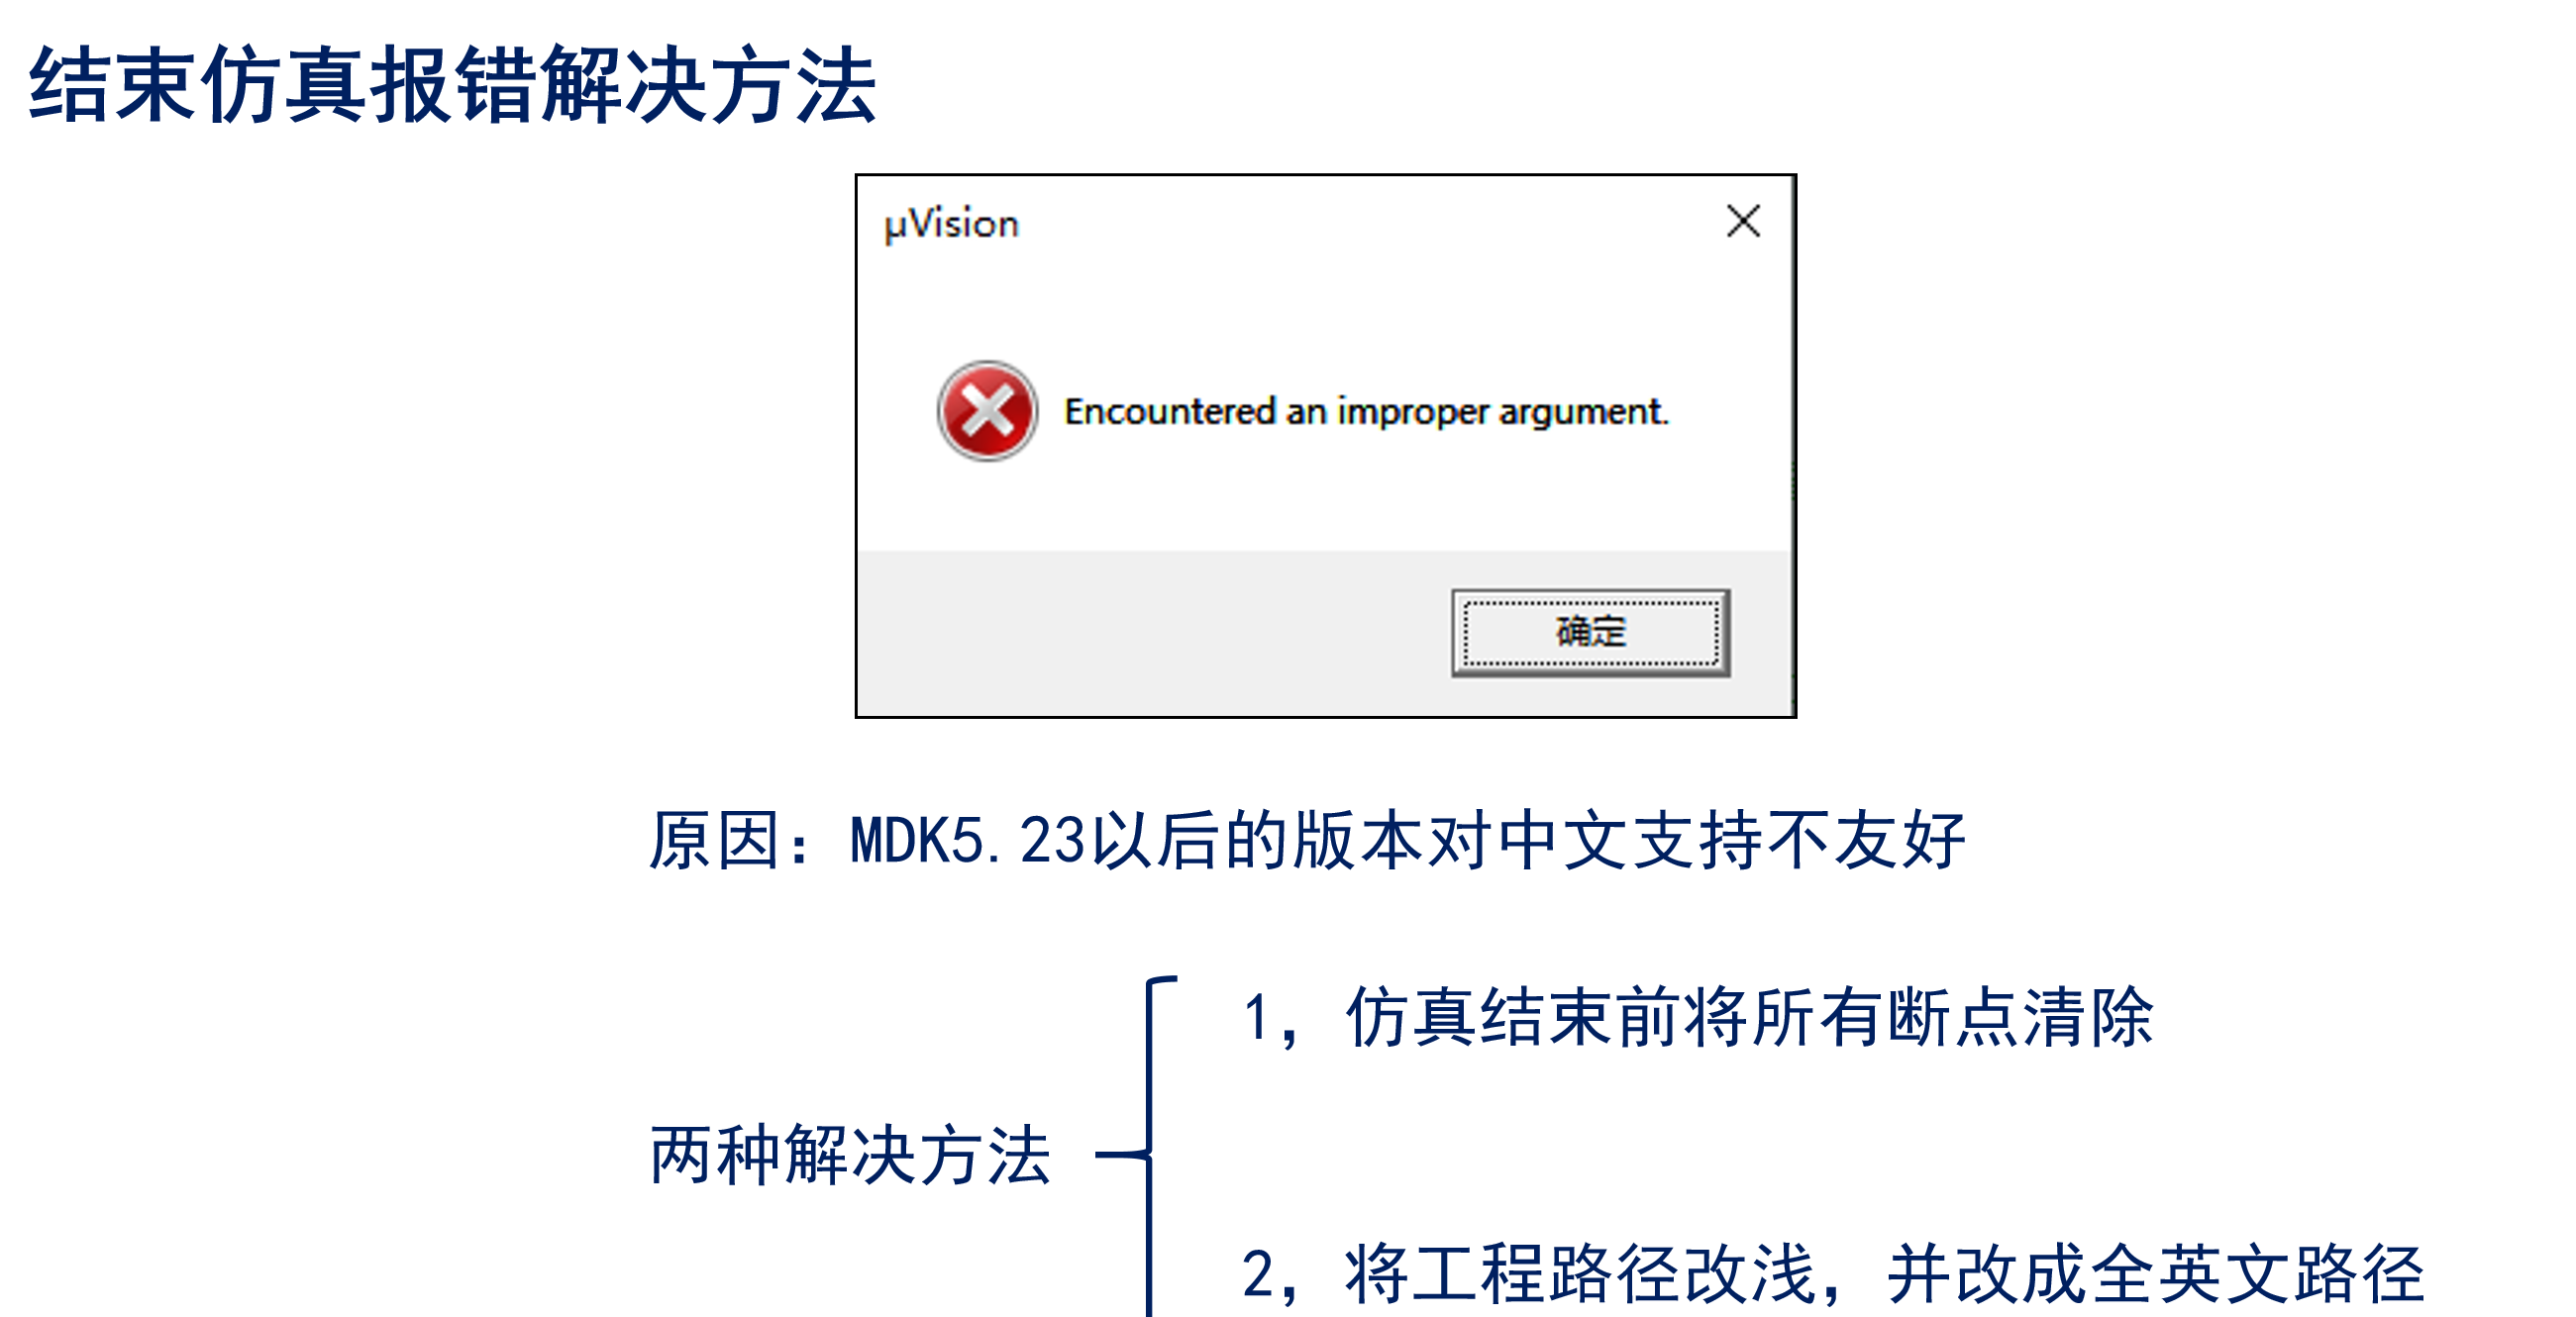 结束仿真报错解决方法
μVision
Encountered an improper argument.
确定
原因：MDK5.23以后的版本对中文支持不友好
1，仿真结束前将所有断点清除
两种解决方法
2，将工程路径改浅，并改成全英文路径